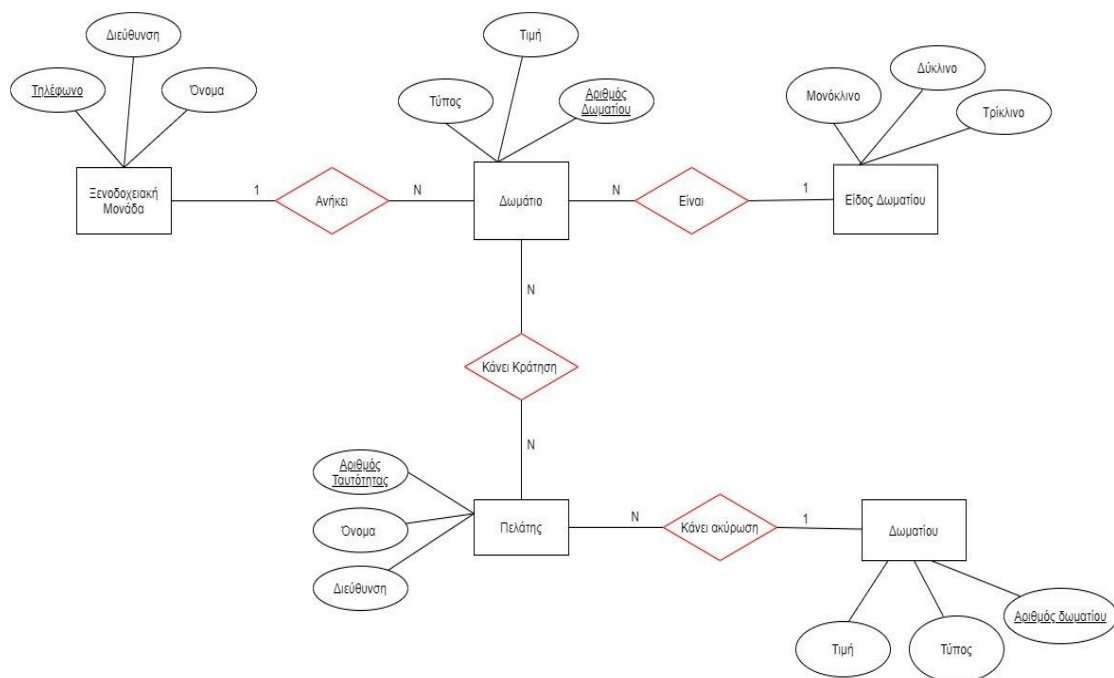 Τιμή
Διεύθυνση
Δύκλινο
Τηλέφωνο
Όνομα
Τύπος
Αριθμός
Δωματίου
Μονόκλινο
Τρίκλινο
Ξενοδοχειακή
Μονάδα
1
Ανήκει
N
Δωμάτιο
N
Είναι
1
Είδος Δωματίου
N
Κάνει Κράτηση
N
Αριθμός
Ταυτότητας
Όνομα
Διεύθυνση
Πελάτης
N
Κάνει ακύρωση
1
Δωματίου
Τιμή
Τύπος
Αριθμός δωματίου